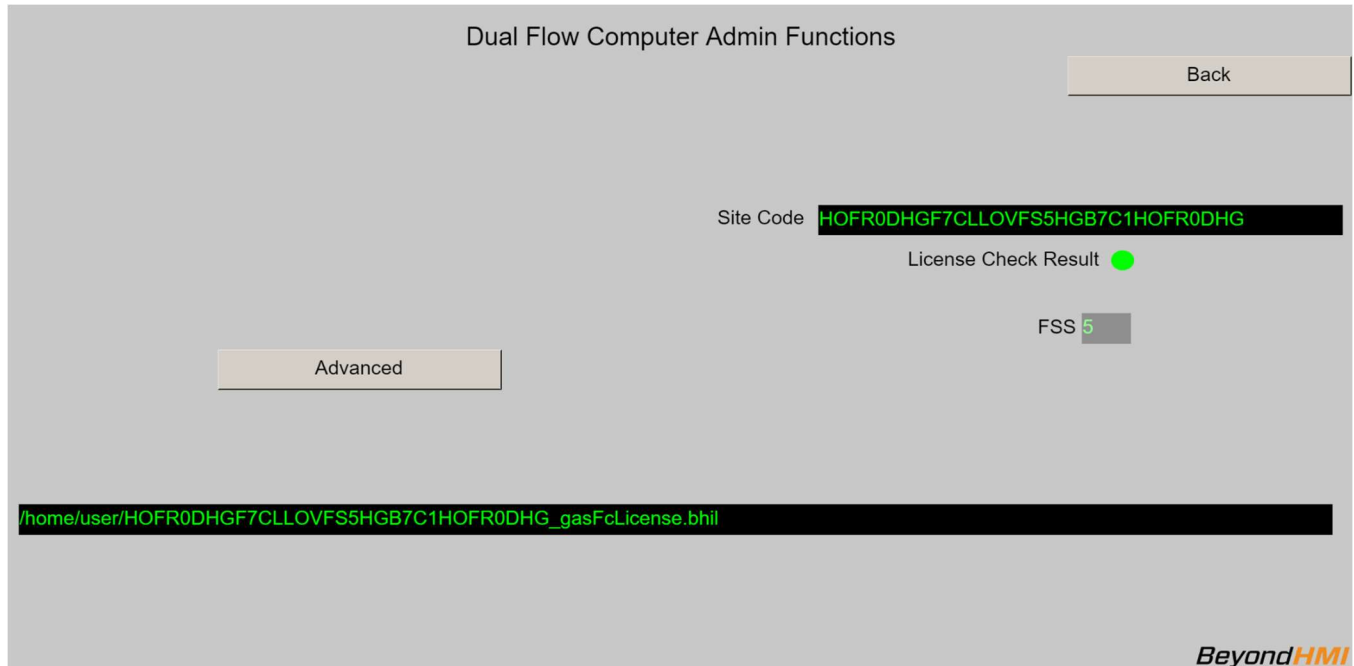 Dual Flow Computer Admin Functions
Back
Site Code HOFR0DHGF7CLLOVFS5HGB7C1HOFR0DHG
License Check Result
FSS 5
Advanced
/home/user/HOFR0DHGF7CLLOVFS5HGB7C1HOFR0DHG_gasFcLicense.bhil
BeyondHMI